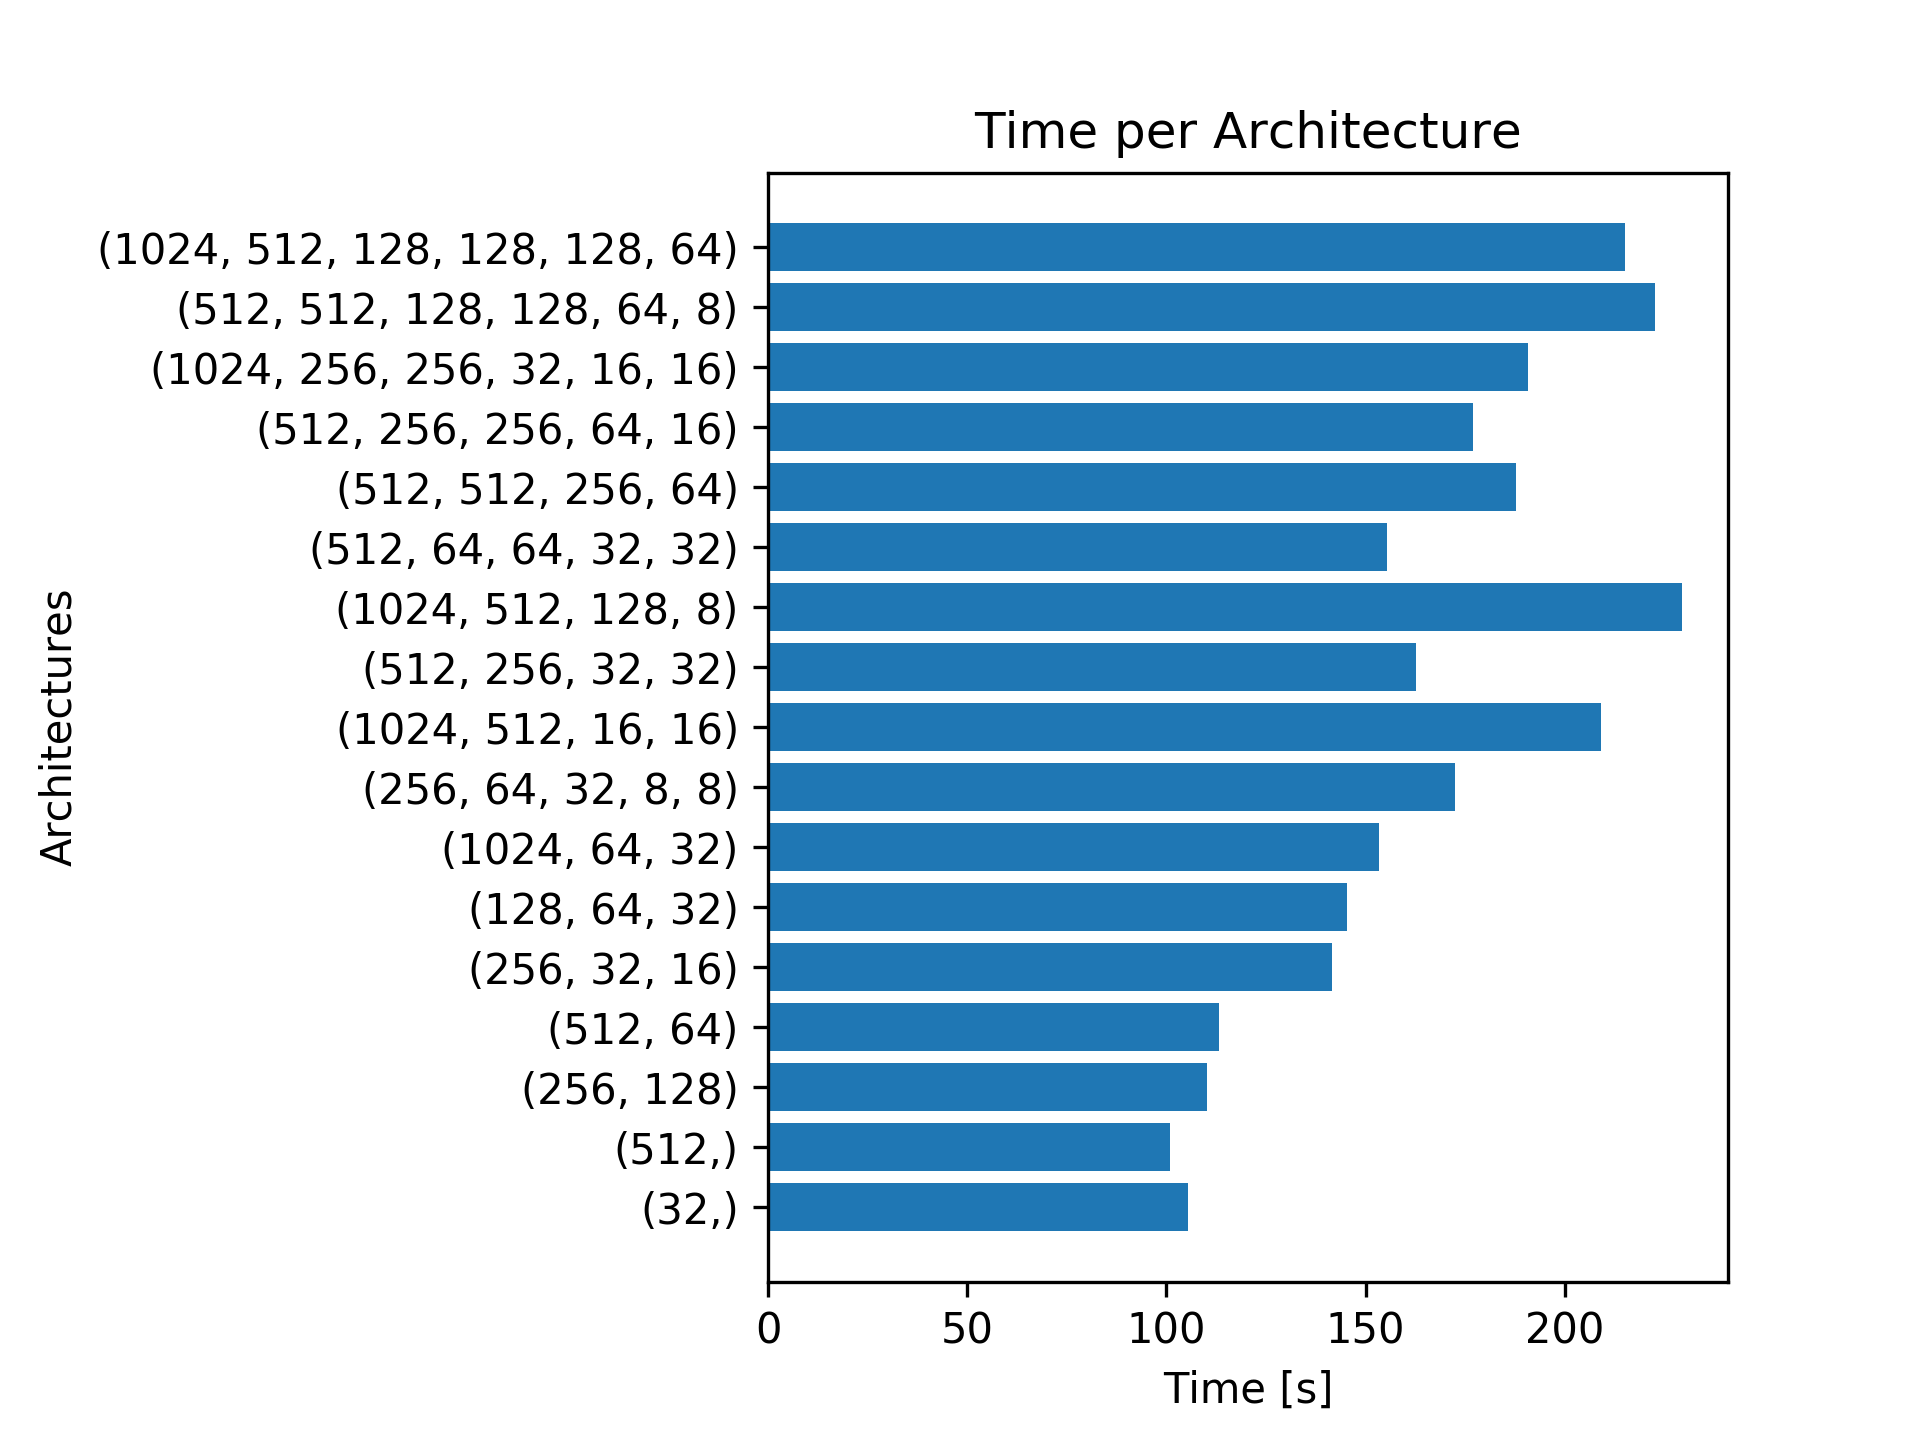 Time per Architecture
(1024, 512, 128, 128, 128, 64)
(512, 512, 128, 128, 64, 8)
(1024, 256, 256, 32, 16, 16)
(512, 256, 256, 64, 16)
(512, 512, 256, 64)
(512, 64, 64, 32, 32)
(1024, 512, 128, 8)
(512, 256, 32, 32)
(1024, 512, 16, 16)
(256, 64, 32, 8, 8)
(1024, 64, 32)
(128, 64, 32)
(256, 32, 16)
(512, 64)
(256, 128)
(512,)
(32,)
Architectures
0 50 100 150 200
Time [s]